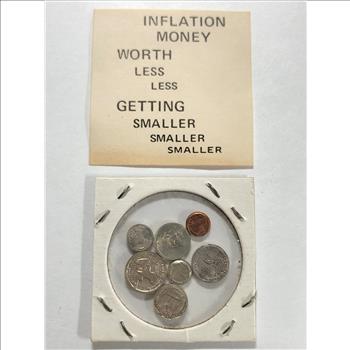 INFLATION
MONEY
WORTH
LESS
LESS
GETTING
SMALLER
SMALLER
SMALLER